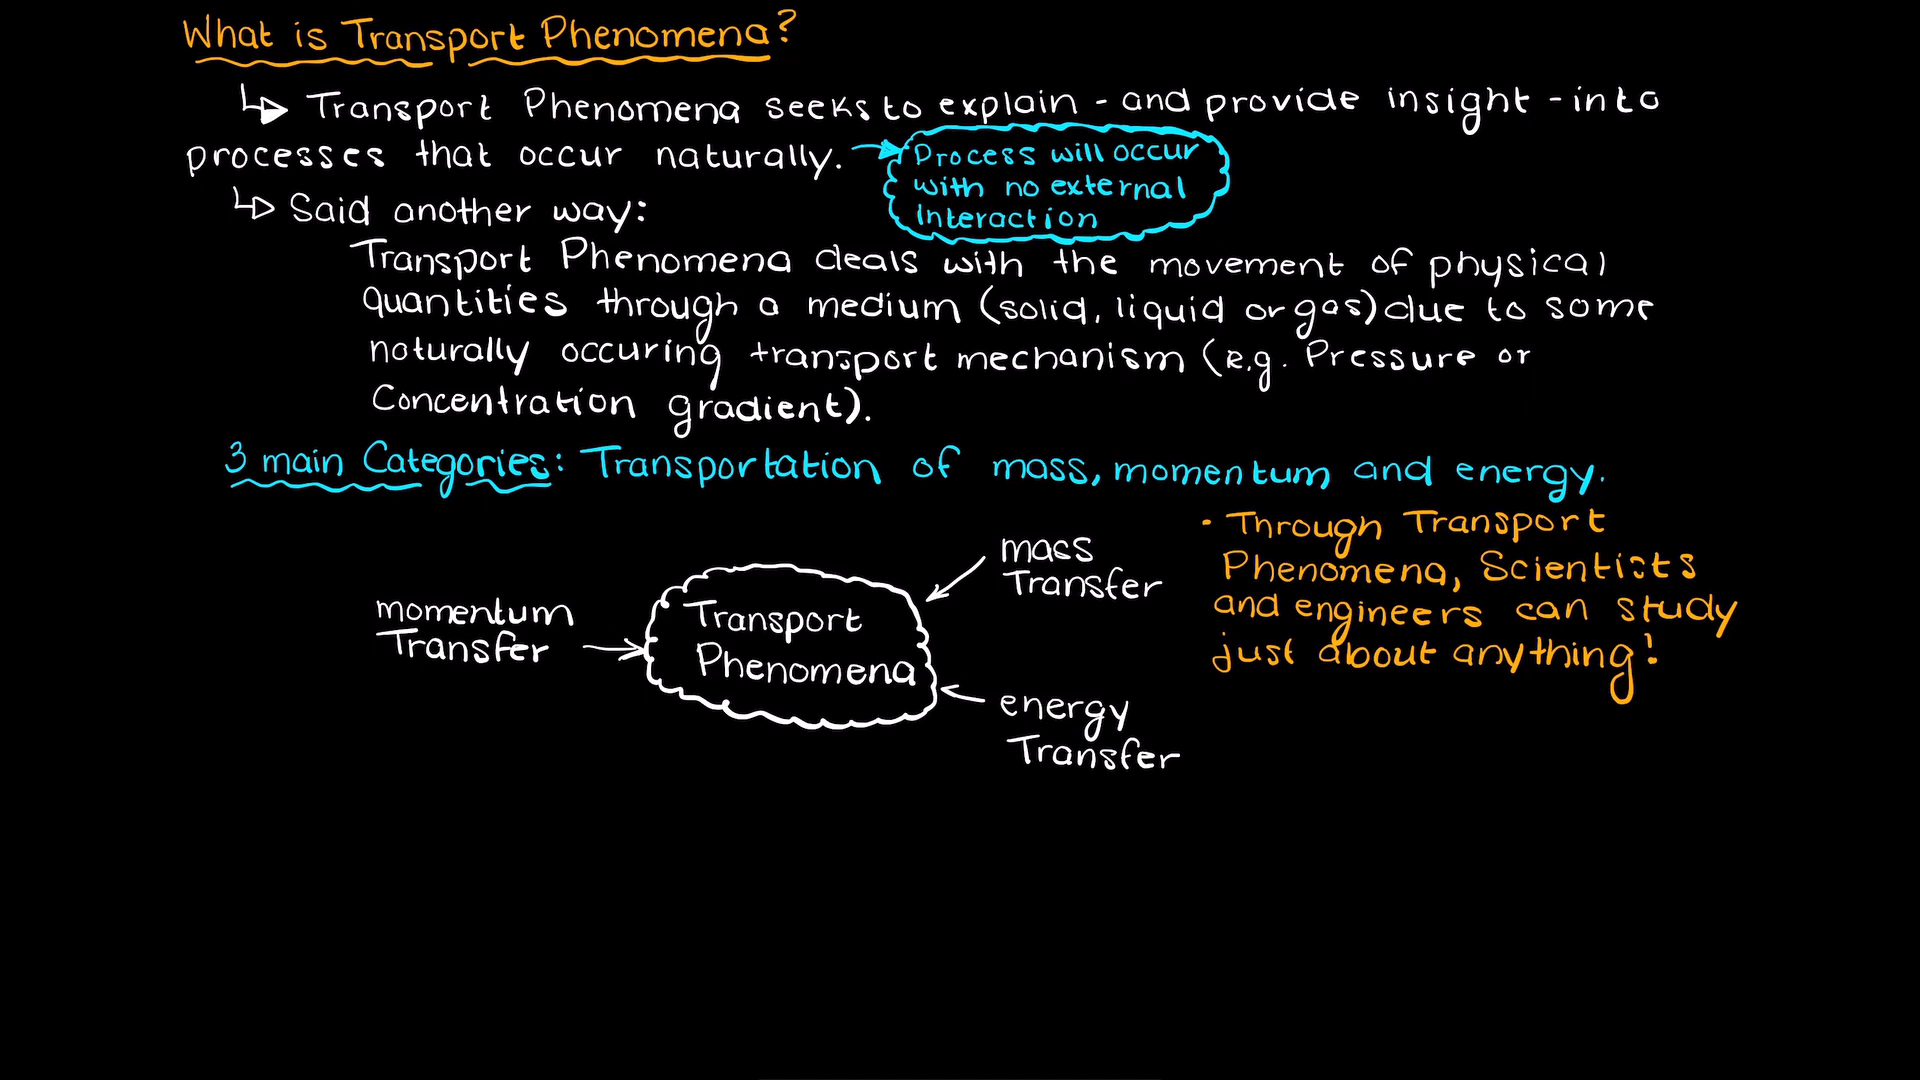 What is Transport Phenomena?
Transport Phenomena seeks to explain - and provide insight - into
processes that occur naturally.
Process will occur
with no external
Interaction
Said another way:
Transport Phenomena deals with the movement of physical
quantities through a medium (solid, liquid or gas) due to some
naturally occuring transport mechanism (e.g. Pressure or
Concentration gradient).
3 main Categories: Transportation of mass, momentum and energy.
momentum
Transfer
Transport
Phenomena
mass
Transfer
energy
Transfer
• Through Transport
Phenomena, Scientists
and engineers can study
just about anything!